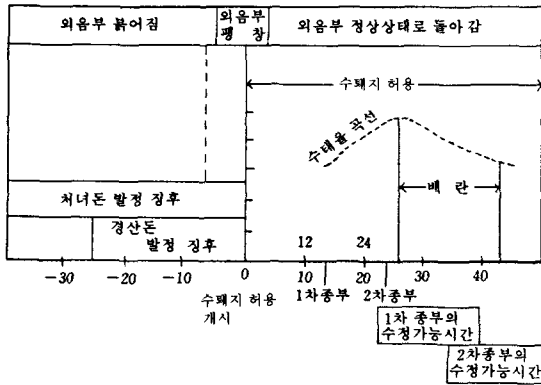 외음부 붉어짐
외음부
팽 창
외음부 정상상태로 돌아감
수퇘지 허용
수태율 곡선
배 란
처녀돈 발정 징후
경산돈
발정 징후
12 24
-30 -20 -10 0 10 20 30 40
수퇘지 허용
개시
1차종부 2차종부
1차 종부의
수정가능시간
2차종부의
수정가능시간